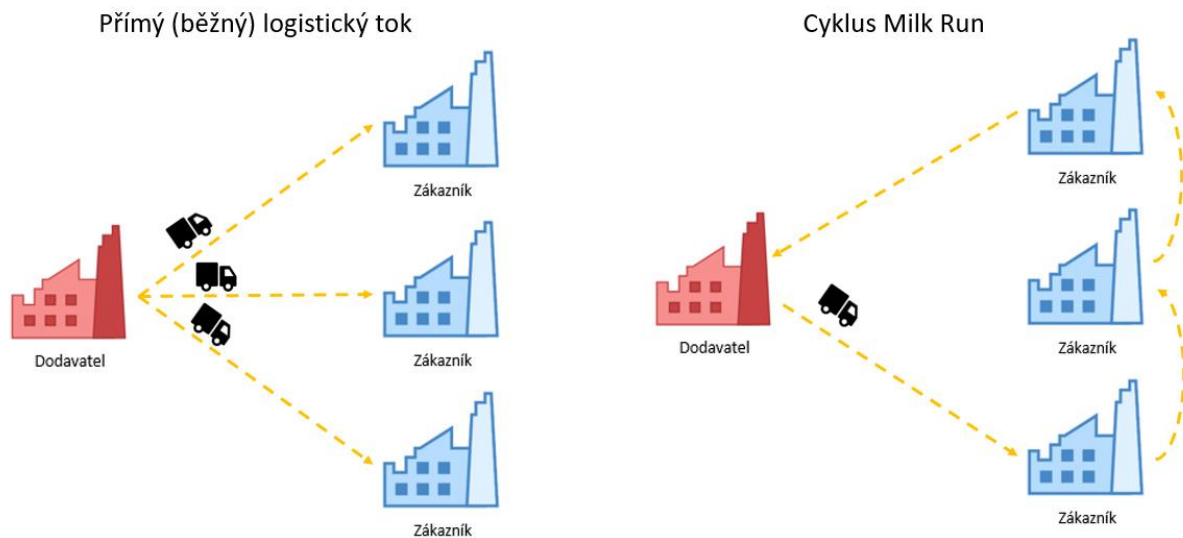 Přímý (běžný) logistický tok
Zákazník
Dodavatel
Zákazník
Zákazník
Cyklus Milk Run
Zákazník
Dodavatel
Zákazník
Zákazník